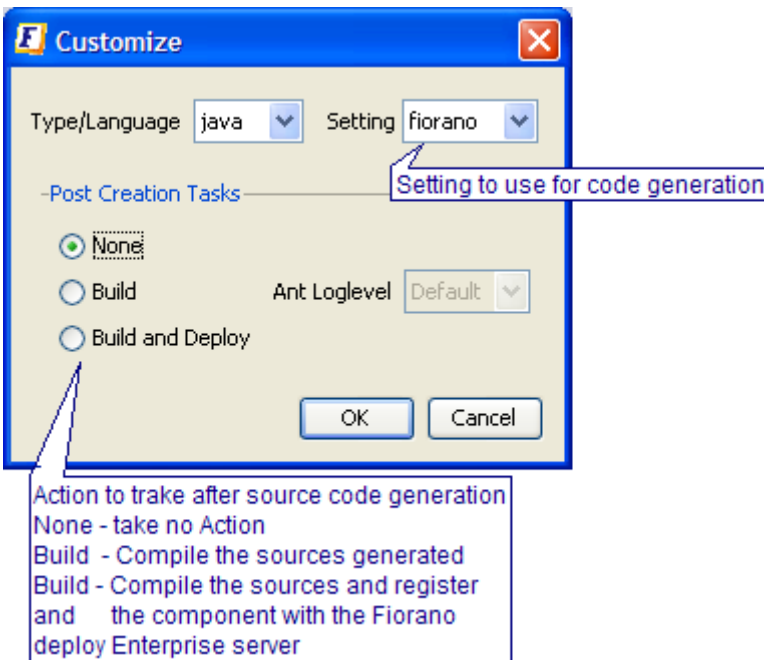 Customize
Type/Language java Setting fiorano
Setting to use for code generation
Post Creation Tasks
None
Build Ant Loglevel Default
Build and Deploy
OK Cancel
Action to trake after source code generation
None - take no Action
Build - Compile the sources generated
Build - Compile the sources and register
and the component with the Fiorano
deploy Enterprise server